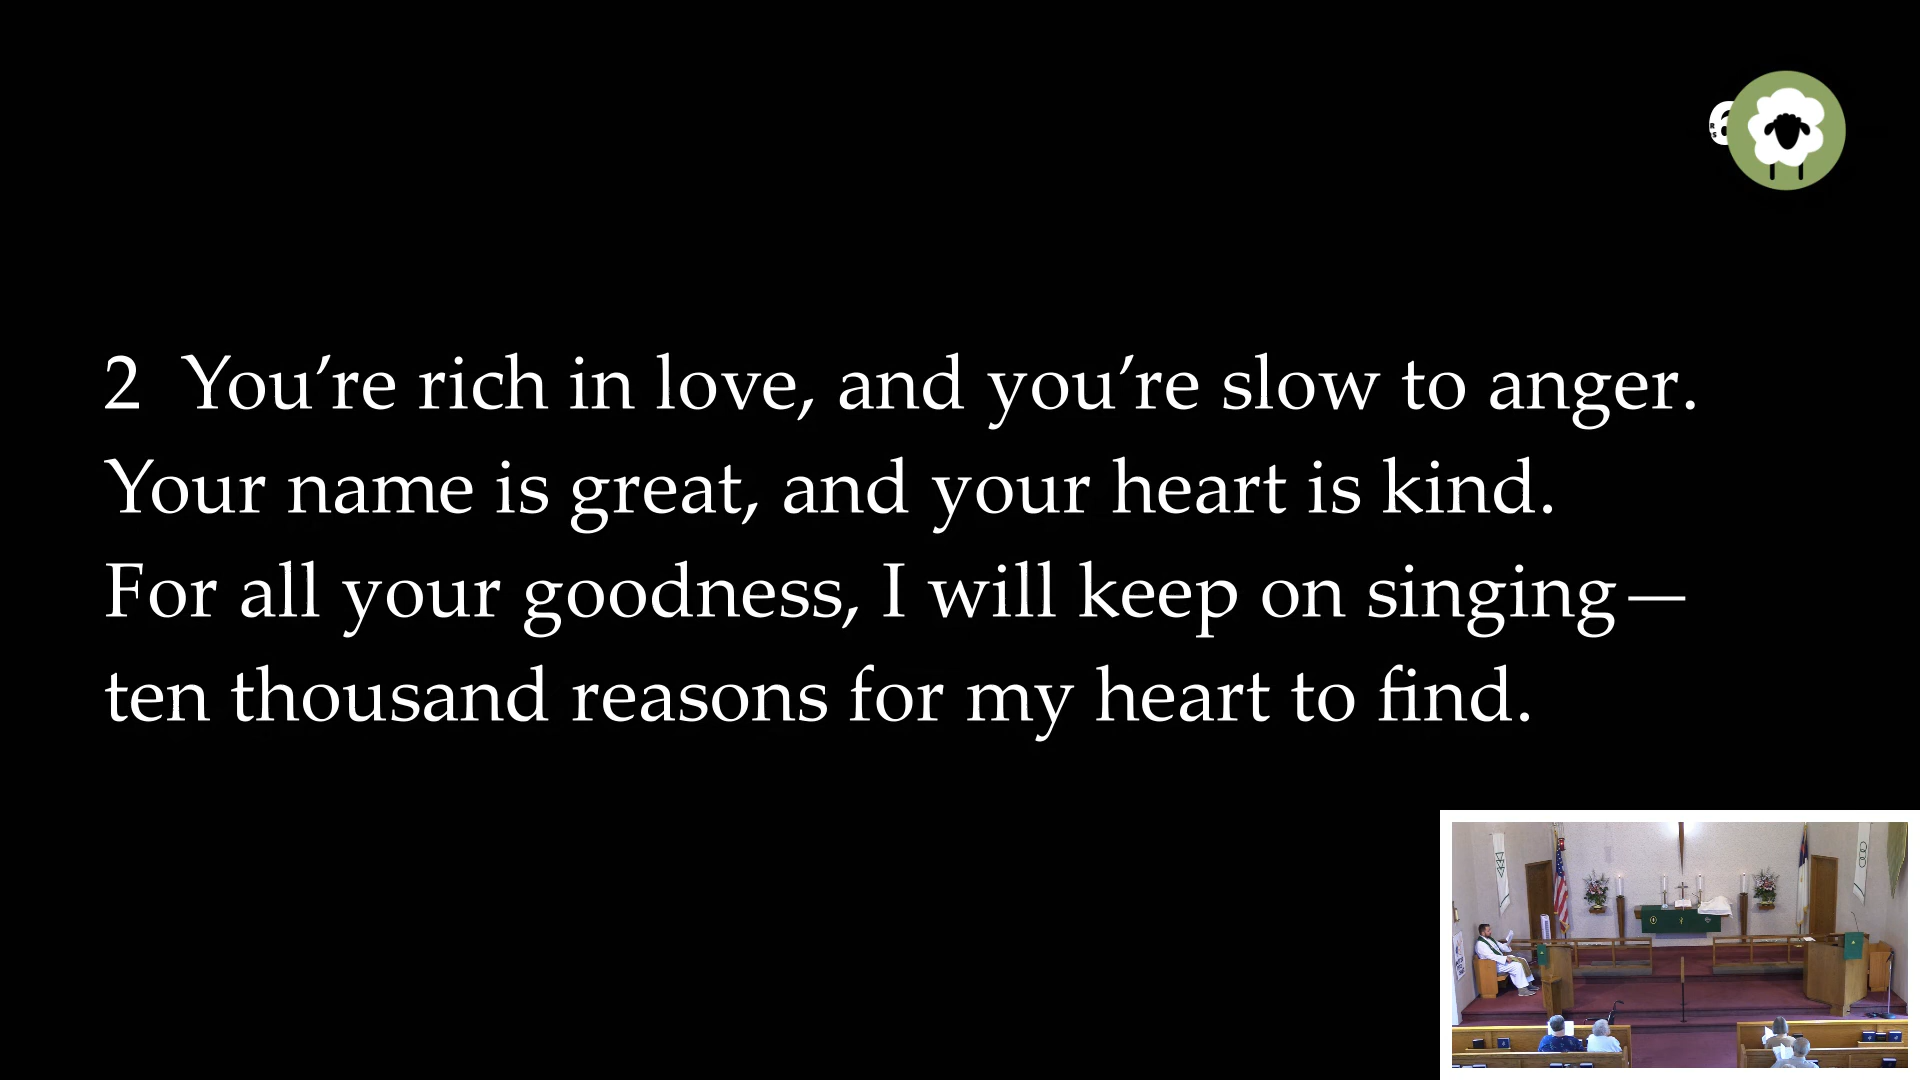 6
2 You’re rich in love, and you’re slow to anger.
Your name is great, and your heart is kind.
For all your goodness, I will keep on singing—
ten thousand reasons for my heart to find.